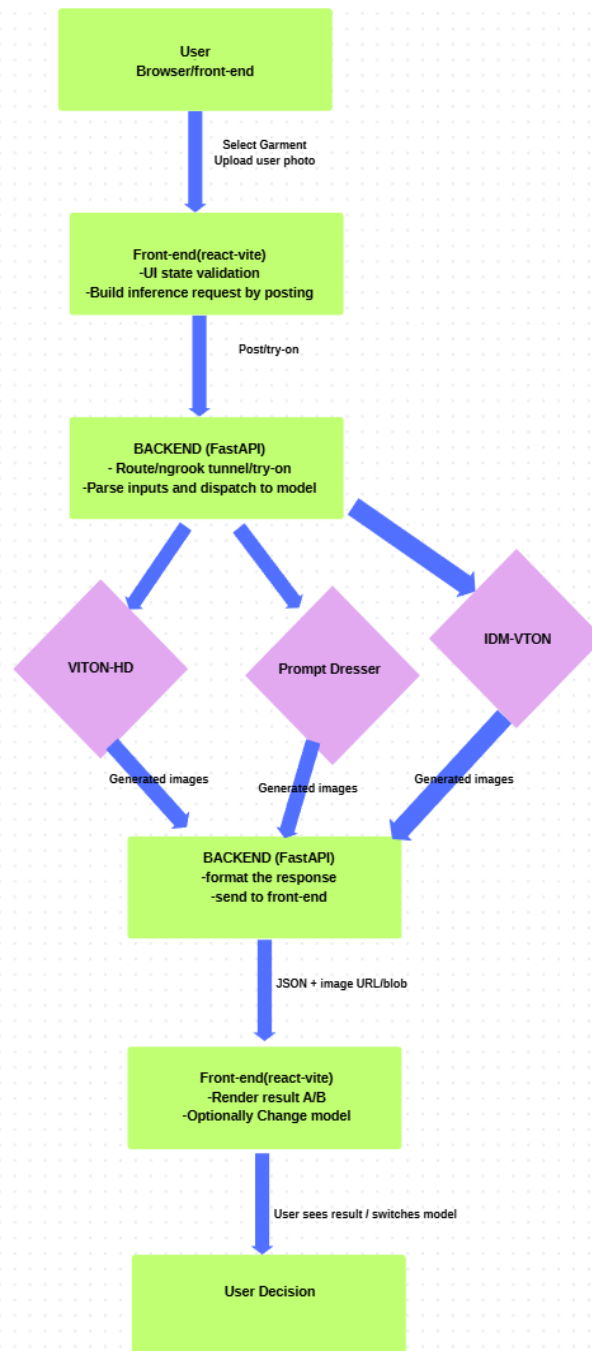 User
Browser/front-end
Select Garment
Upload user photo
Front-end(react-vite)
-UI state validation
-Build inference request by posting
Post/try-on
BACKEND (FastAPI)
- Route/ngrook tunnel/try-on
-Parse inputs and dispatch to model
VITON-HD
Prompt Dresser
IDM-VTON
Generated images
Generated images
Generated images
BACKEND (FastAPI)
-format the response
-send to front-end
JSON + image URL/blob
Front-end(react-vite)
-Render result A/B
-Optionally Change model
User sees result / switches model
User Decision